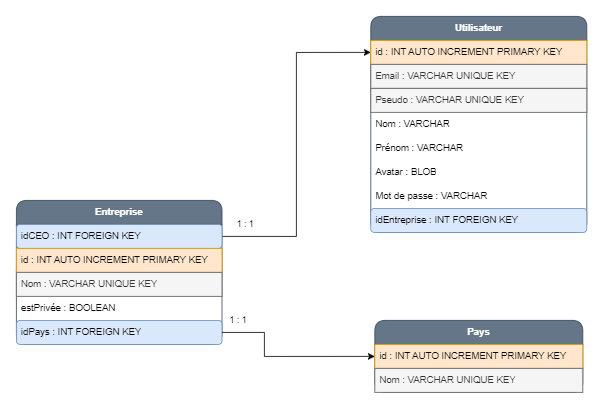 Utilisateur
id : INT AUTO INCREMENT PRIMARY KEY
Email : VARCHAR UNIQUE KEY
Pseudo : VARCHAR UNIQUE KEY
Nom : VARCHAR
Prénom : VARCHAR
Avatar : BLOB
Mot de passe : VARCHAR
idEntreprise : INT FOREIGN KEY
Entreprise
idCEO : INT FOREIGN KEY
id : INT AUTO INCREMENT PRIMARY KEY
Nom : VARCHAR UNIQUE KEY
estPrivée : BOOLEAN
idPays : INT FOREIGN KEY
1 : 1
1 : 1
Pays
id : INT AUTO INCREMENT PRIMARY KEY
Nom : VARCHAR UNIQUE KEY